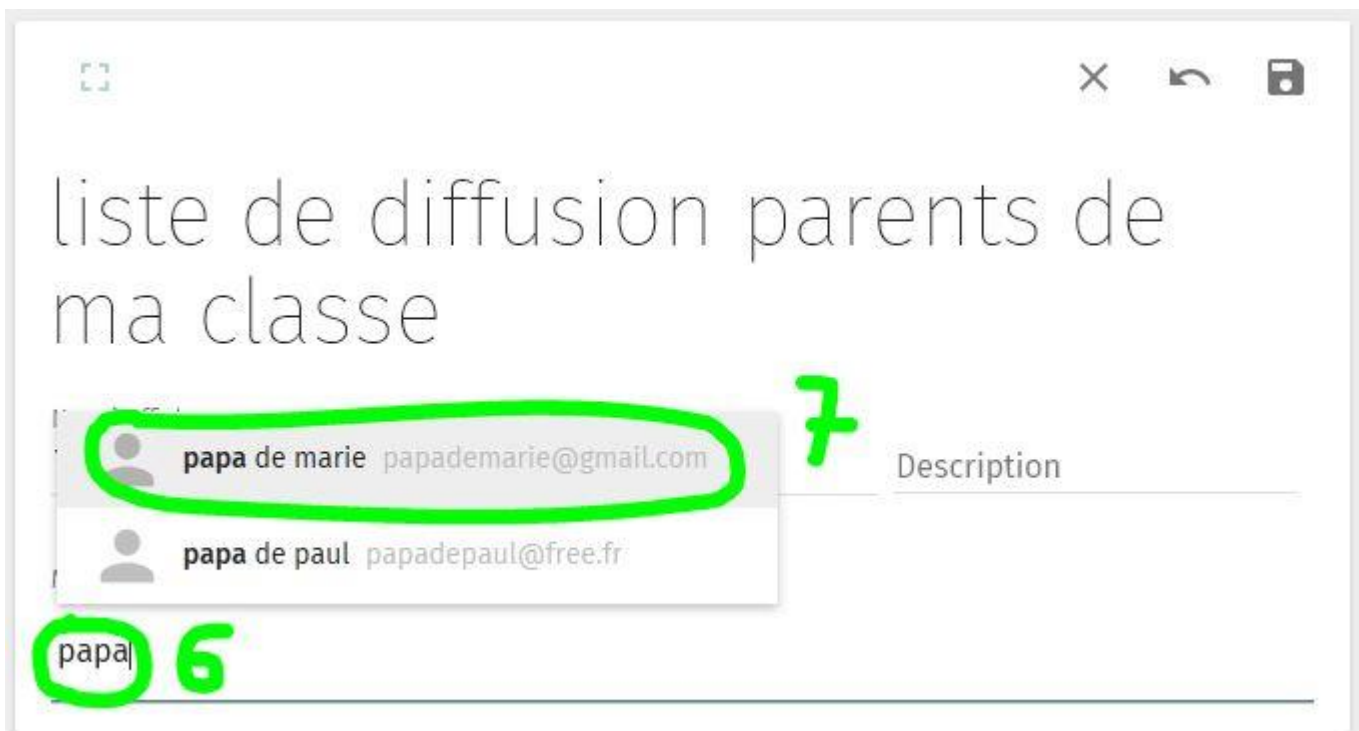 liste de diffusion parents de
ma classe
7
papa de marie papademarie@gmail.com
Description
papa de paul papadepaul@free.fr
papa 6